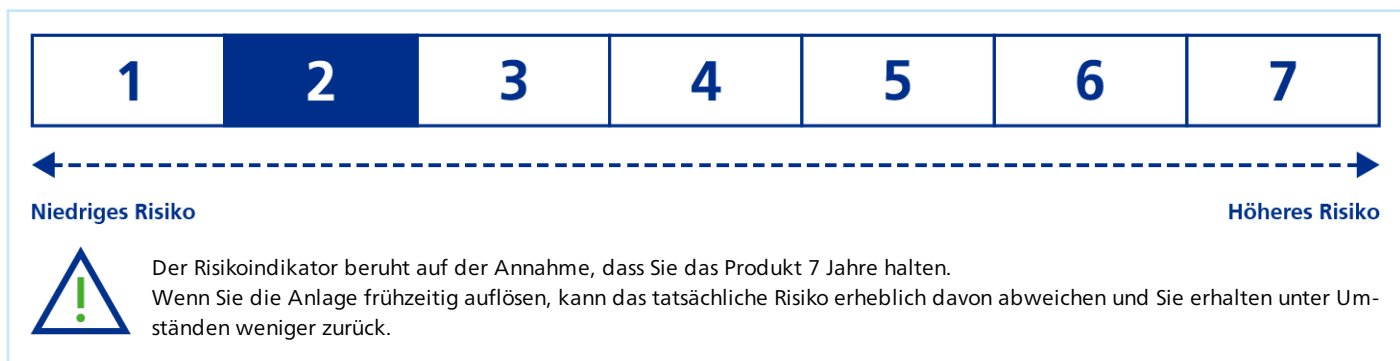 1 2 3 4 5 6 7
Niedriges Risiko Höheres Risiko
Der Risikoindikator beruht auf der Annahme, dass Sie das Produkt 7 Jahre halten.
Wenn Sie die Anlage frühzeitig auflösen, kann das tatsächliche Risiko erheblich davon abweichen und Sie erhalten unter Um-
ständen weniger zurück.